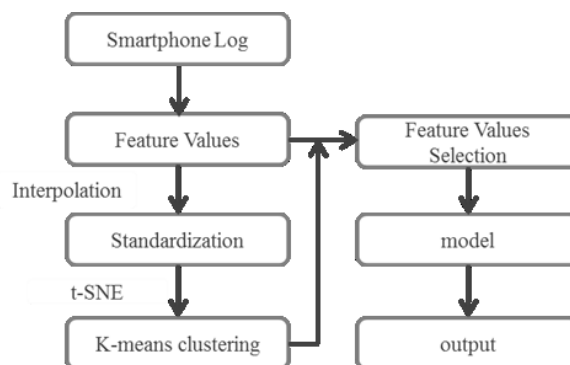 Smartphone Log
Feature Values
Interpolation
Standardization
t-SNE
K-means clustering
Feature Values
Selection
model
output